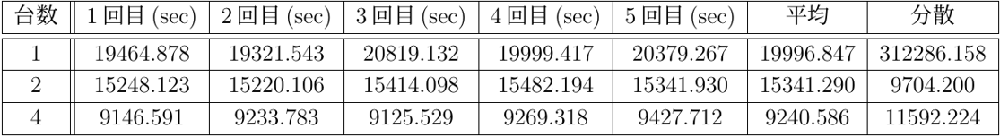 台数 1回目(sec) 2回目(sec) 3回目(sec) 4回目(sec) 5回目(sec) 平均 分散
1 19464.878 19321.543 20819.132 19999.417 20379.267 19996.847 312286.158
2 15248.123 15220.106 15414.098 15482.194 15341.930 15341.290 9704.200
4 9146.591 9233.783 9125.529 9269.318 9427.712 9240.586 11592.224